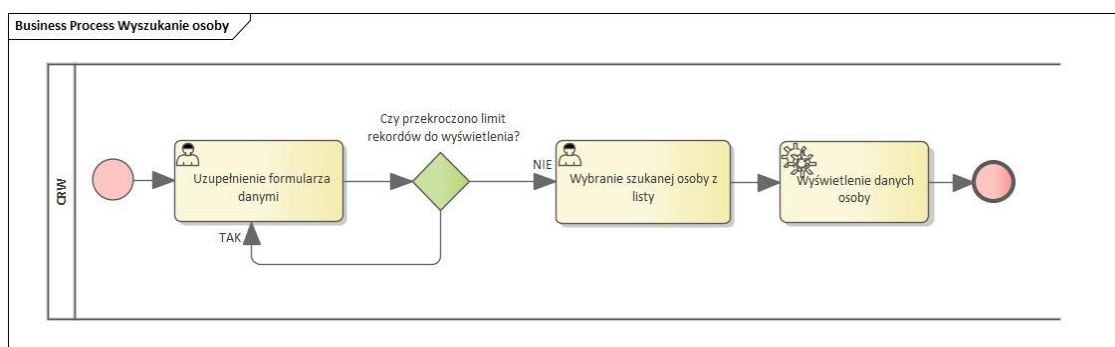 Business Process Wyszukanie osoby
CRW
Uzupełnienie formularza
danymi
Czy przekroczono limit
rekordów do wyświetlenia?
TAK
NIE
Wybranie szukanej osoby z
listy
Wyświetlenie danych
osoby